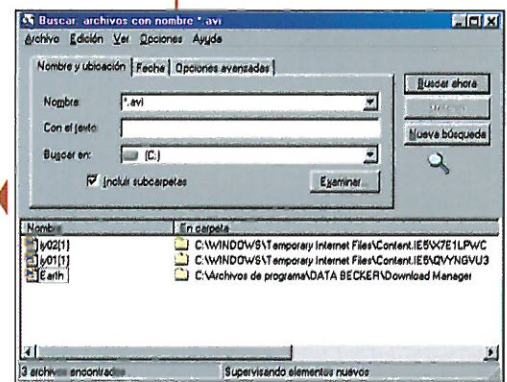 Buscar: archivos con nombre *.avi
Archivo Edición Ver Opciones Ayuda
Nombre y ubicación Fecha Opciones avanzadas
Buscar ahora
Nombre: *.avi
Con el texto:
Nueva búsqueda
Buscar en: (C:)
Incluir subcarpetas Examinar...
Nombre En carpeta
ly02[1] C:\WINDOWS\Temporary Internet Files\Content.IE5\X7E1LPWC
ly01[1] C:\WINDOWS\Temporary Internet Files\Content.IE5\QVYNGVU3
Earth C:\Archivos de programa\DATA BECKER\Download Manager
3 archivos encontrados Supervisando elementos nuevos